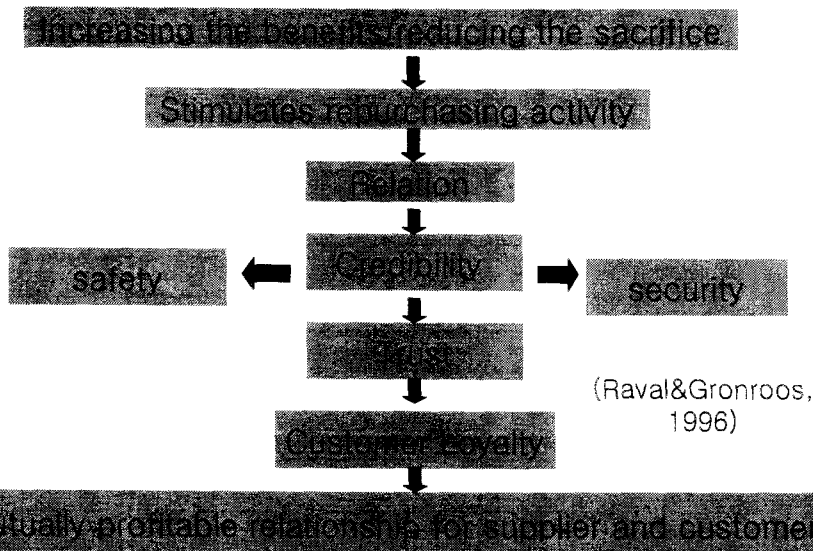 Increasing the benefits/reducing the sacrifice
Stimulates repurchasing activity
Relation
Credibility
safety
security
Trust
(Raval&Gronroos,
1996)
Customer Loyalty
utually profitable relationship for supplier and customer